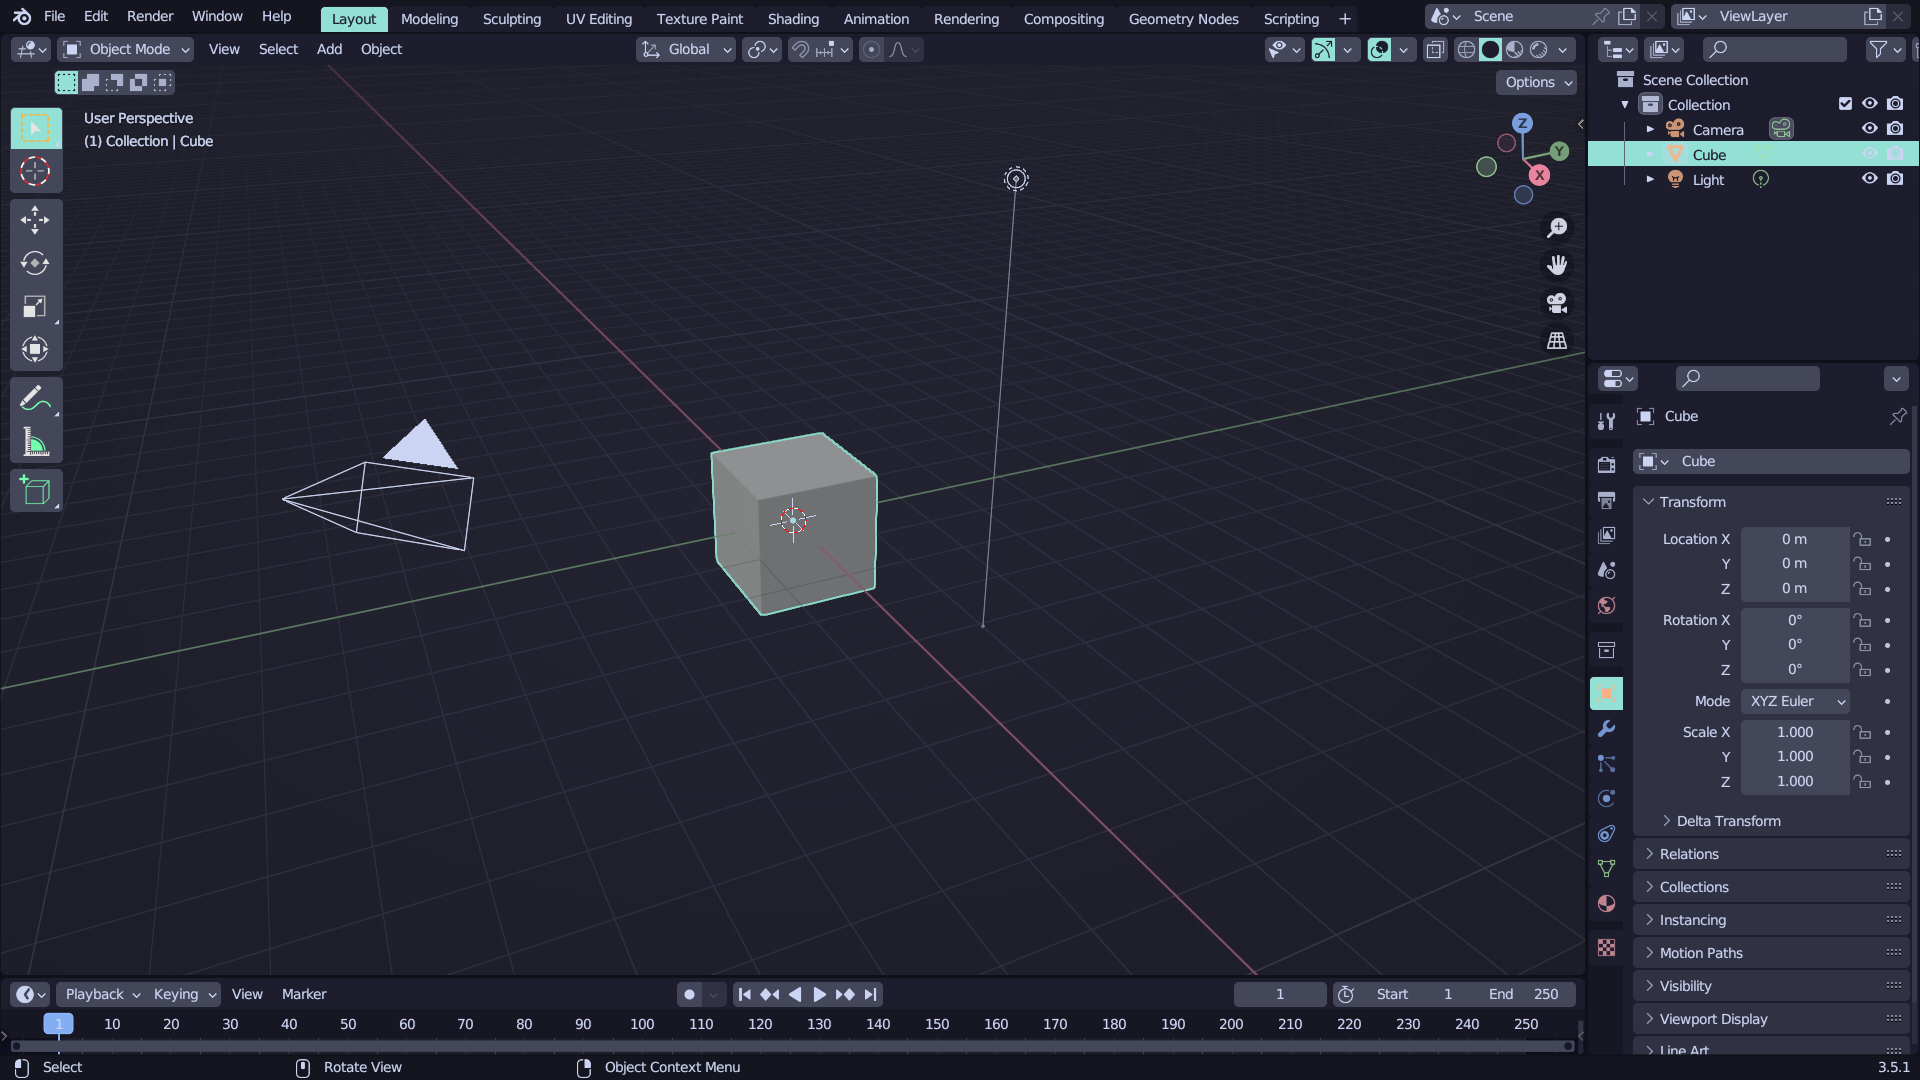 File Edit Render Window Help Layout Modeling Sculpting UV Editing Texture Paint Shading Animation Rendering Compositing Geometry Nodes Scripting + Scene ViewLayer
Object Mode View Select Add Object Global
Options
User Perspective
(1) Collection | Cube
Z
Y
X
Scene Collection
Collection
Camera
Cube
Light
Cube
Cube
Transform
Location X 0 m
Y 0 m
Z 0 m
Rotation X 0°
Y 0°
Z 0°
Mode XYZ Euler
Scale X 1.000
Y 1.000
Z 1.000
Delta Transform
Relations
Collections
Instancing
Motion Paths
Visibility
Viewport Display
Line Art
Playback Keying View Marker 1 Start 1 End 250
1 10 20 30 40 50 60 70 80 90 100 110 120 130 140 150 160 170 180 190 200 210 220 230 240 250
Select Rotate View Object Context Menu 3.5.1